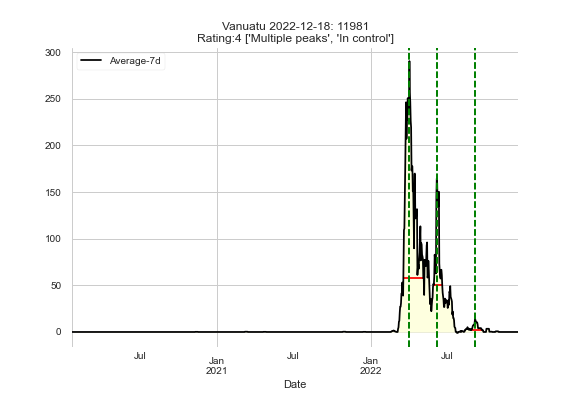 Vanuatu 2022-12-18: 11981
Rating:4 ['Multiple peaks', 'In control']
300
Average-7d
250
200
150
100
50
0
Jul
Jan
2021
Jul
Jan
2022
Jul
Date